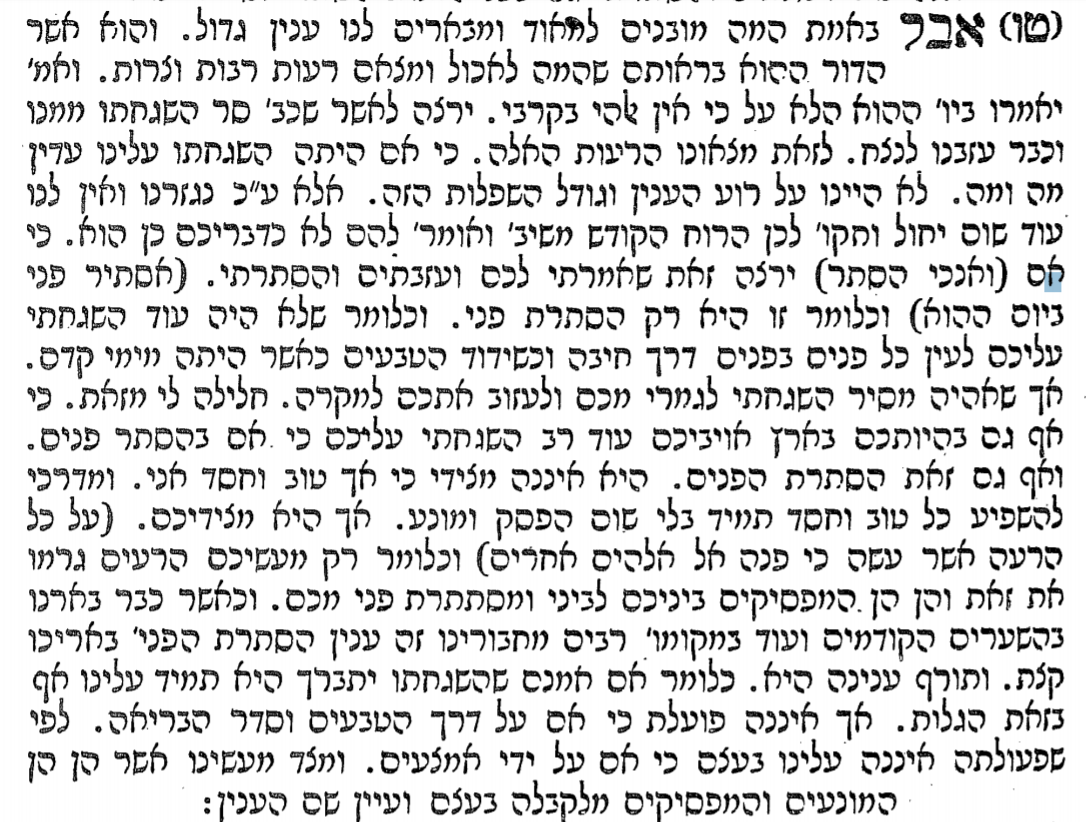 (טו) אבל באמת המה מובנים למאוד ומבארים לנו ענין גדול. והוא אשר
הדור ההוא בראותם שהמה לאכול ומצאם רעות רבות וצרות. ואמ'
יאמרו ביו' ההוא הלא על כי אין אלהי בקרבי. ירצה לאשר שכב' סר השגחתו ממנו
וכבר עזבנו לנצח. לזאת מצאונו הריעות האלה. כי אם היתה השגחתו עלינו עדין
מה ומה. לא היינו על רוע הענין וגודל השפלות הזה. אלא ע"כ נגזרנו ואין לנו
עוד שום יחול ותקו' לכן הרוח הקודש משיב' ואומר' להם לא כדבריכם כן הוא. כי
אם (ואנכי הסתר) ירצה זאת שאמרתי לכם ועזבתים והסתרתי. (אסתיר פני
ביום ההוא) וכלומר זו היא רק הסתרת פני. וכלומר שלא היה עוד השגחתי
עליכם לעין כל פנים בפנים דרך חיבה וכשידוד הטבעים כאשר היתה מימי קדם.
אך שאהיה מסיר השגחתי לגמרי מכם ולעזוב אתכם למקרה. חלילה לי מזאת. כי
אף גם בהיותכם בארץ אויביכם עוד רב השגחתי עליכם כי אם בהסתר פנים.
ואף גם זאת הסתרת הפנים. היא איננה מצידי כי אך טוב וחסד אני. ומדרכי
להשפיע כל טוב וחסד תמיד בלי שום הפסק ומונע. אך היא מצידיכם. (על כל
הרעה אשר עשה כי פנה אל אלהים אחרים) וכלומר רק מעשיכם הרעים גרמו
את זאת והן הן המפסיקים ביניכם לביני ומסתתרת פני מכם. וכאשר כבר בארנו
בהשערים הקודמים ועוד במקומו' רבים מחבורינו זה ענין הסתרת הפני' באריכו
קצת. ותורף ענינה היא. כלומר אם אמנם שהשגחתו יתברך היא תמיד עלינו אף
בזאת הגלות. אך איננה פועלת כי אם על דרך הטבעים וסדר הבריאה. לפי
שפעולתה איננה עלינו בעצם כי אם על ידי אמצעים. ומצד מעשינו אשר הן הן
המונעים והמפסיקים מלקבלה בעצם ועיין שם הענין: